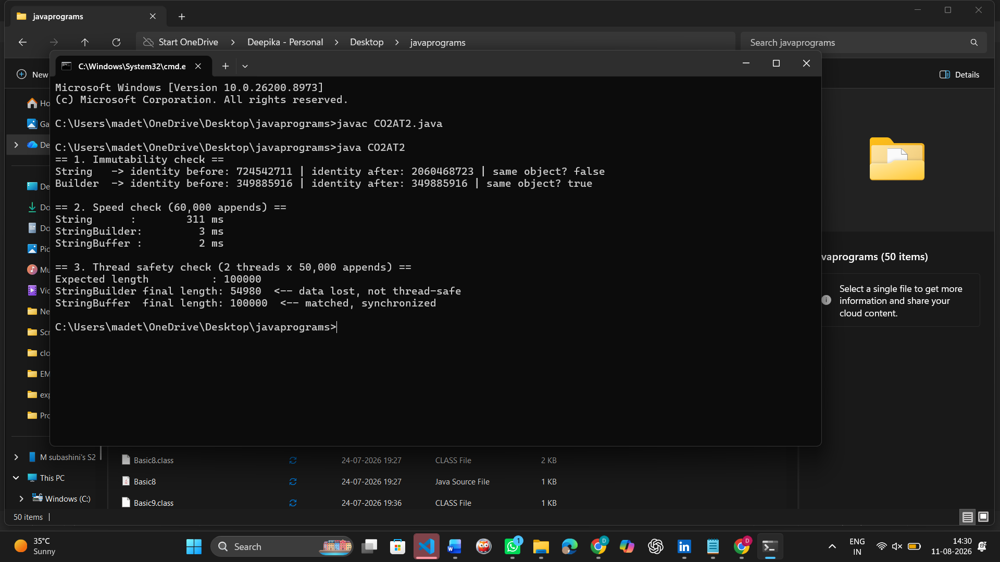 javaprograms
Start OneDrive > Deepika - Personal > Desktop > javaprograms
Search javaprograms
C:\Windows\System32\cmd.e
New
Details
Microsoft Windows [Version 10.0.26200.8973]
(c) Microsoft Corporation. All rights reserved.
C:\Users\madet\OneDrive\Desktop\javaprograms>javac CO2AT2.java
C:\Users\madet\OneDrive\Desktop\javaprograms>java CO2AT2
== 1. Immutability check ==
String   -> identity before: 724542711 | identity after: 2060468723 | same object? false
Builder  -> identity before: 349885916 | identity after: 349885916 | same object? true
== 2. Speed check (60,000 appends) ==
String      :        311 ms
StringBuilder:         3 ms
StringBuffer :         2 ms
== 3. Thread safety check (2 threads x 50,000 appends) ==
Expected length          : 100000
StringBuilder final length: 54980  <-- data lost, not thread-safe
StringBuffer  final length: 100000  <-- matched, synchronized
C:\Users\madet\OneDrive\Desktop\javaprograms>
Ho
Ga
De
De
Do
Do
Pic
Mu
Vic
Ne
Scr
clo
EM
exp
Pro
M subashini's S2
This PC
Windows (C:)
vaprograms (50 items)
Select a single file to get more
information and share your
cloud content.
Basic8.class 24-07-2026 19:27 CLASS File 2 KB
Basic8 24-07-2026 19:27 Java Source File 1 KB
Basic9.class 24-07-2026 19:36 CLASS File 1 KB
50 items
35°C
Sunny
Search
1
D
D
ENG
IN
14:30
11-08-2026